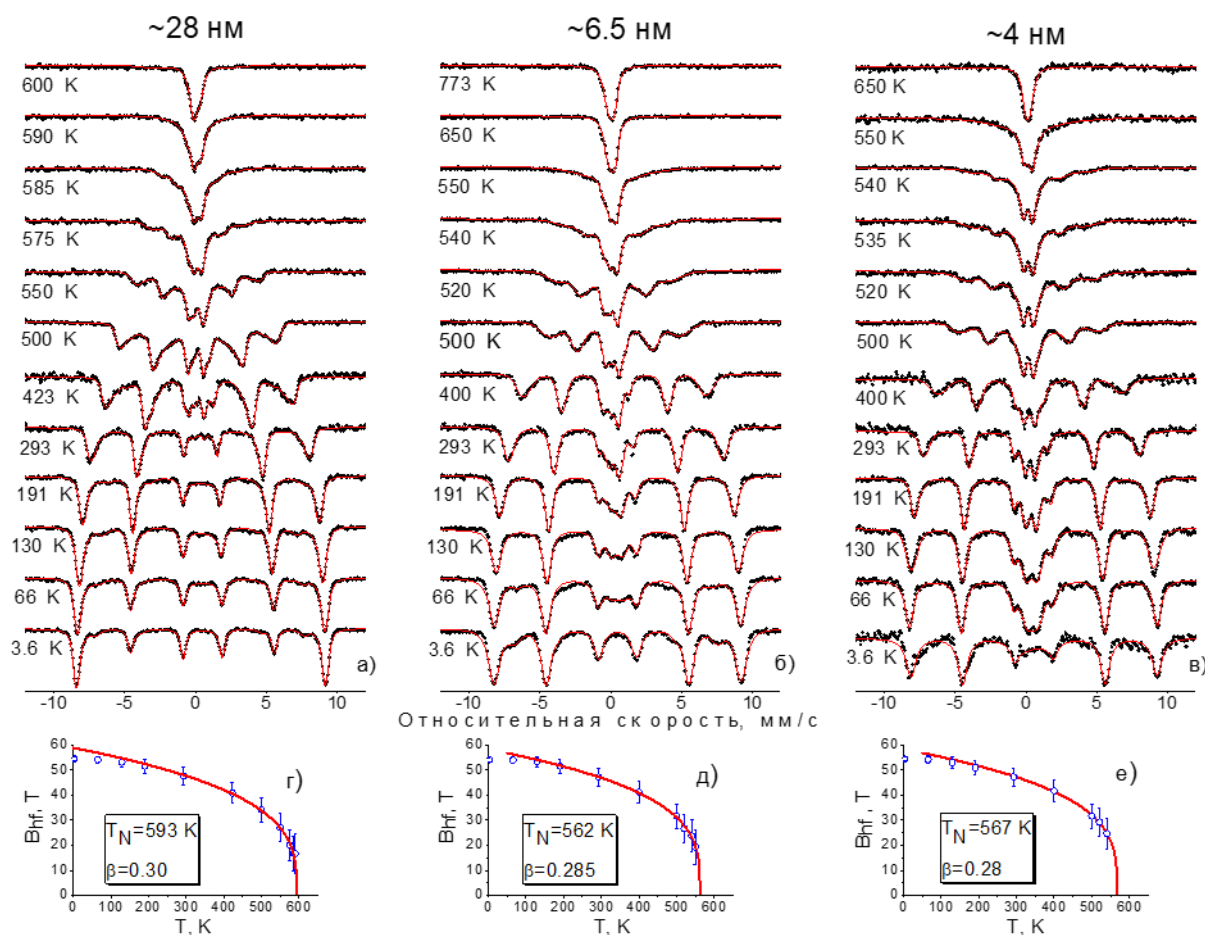 ~28 нм
~6.5 нм
~4 нм
600 K
590 K
585 K
575 K
550 K
500 K
423 K
293 K
191 K
130 K
66 K
3.6 K
а)
773 K
650 K
550 K
540 K
520 K
500 K
400 K
293 K
191 K
130 K
66 K
3.6 K
б)
650 K
550 K
540 K
535 K
520 K
500 K
400 K
293 K
191 K
130 K
66 K
3.6 K
в)
-10 -5 0 5 10
-10 -5 0 5 10
-10 -5 0 5 10
Относительная скорость, мм/с
60
50
40
30
20
10
0
Bhf, T
г)
TN=593 K
β=0.30
0 100 200 300 400 500 600
T, K
60
50
40
30
20
10
0
Bhf, T
д)
TN=562 K
β=0.285
0 100 200 300 400 500 600
T, K
60
50
40
30
20
10
0
Bhf, T
е)
TN=567 K
β=0.28
0 100 200 300 400 500 600
T, K